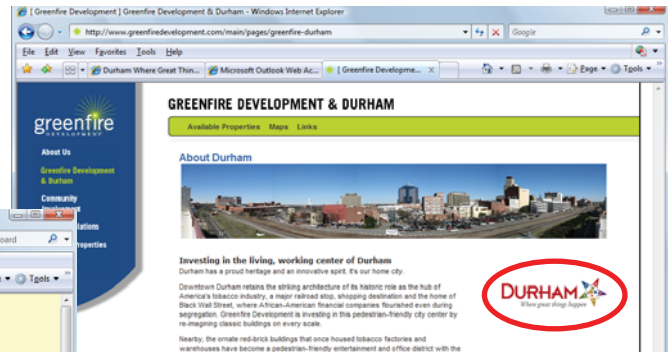 [ Greenfire Development ] Greenfire Development & Durham - Windows Internet Explorer
http://www.greenfiredevelopment.com/main/pages/greenfire-durham
Google
File Edit View Favorites Tools Help
Durham Where Great Thin...
Microsoft Outlook Web Ac...
[ Greenfire Developme...
Page
Tools
greenfire
DEVELOPMENT
About Us
Greenfire Development
& Durham
Community
GREENFIRE DEVELOPMENT & DURHAM
Available Properties Maps Links
About Durham
Investing in the living, working center of Durham
Durham has a proud heritage and an innovative spirit. It's our home city.
Downtown Durham retains the striking architecture of its historic role as the hub of
America's tobacco industry, a major railroad stop, shopping destination and the home of
Black Wall Street, where African-American financial companies flourished even during
segregation. Greenfire Development is investing in this pedestrian-friendly city center by
re-imagining classic buildings on every scale.
Nearby, the ornate red-brick buildings that once housed tobacco factories and
warehouses have become a pedestrian-friendly entertainment and office district with the
DURHAM
Where great things happen
lations
roperties
oard
Tools